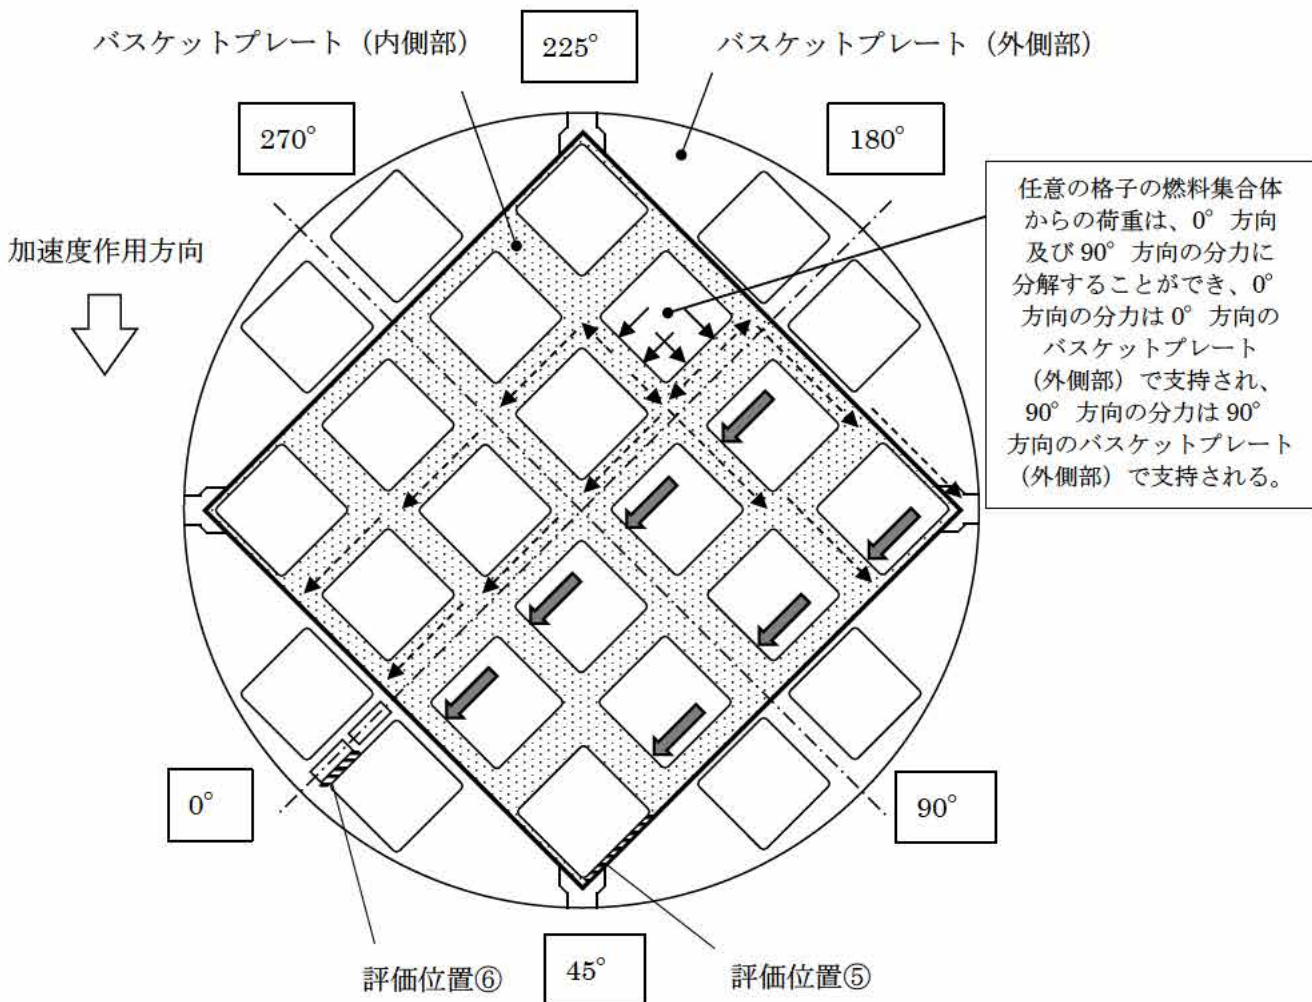 バスケットプレート（内側部）
225°
バスケットプレート（外側部）
270°
180°
加速度作用方向
任意の格子の燃料集合体
からの荷重は、0° 方向
及び 90° 方向の分力に
分解することができ、0°
方向の分力は 0° 方向の
バスケットプレート
（外側部）で支持され、
90° 方向の分力は 90°
方向のバスケットプレート
（外側部）で支持される。
0°
90°
評価位置⑥
45°
評価位置⑤